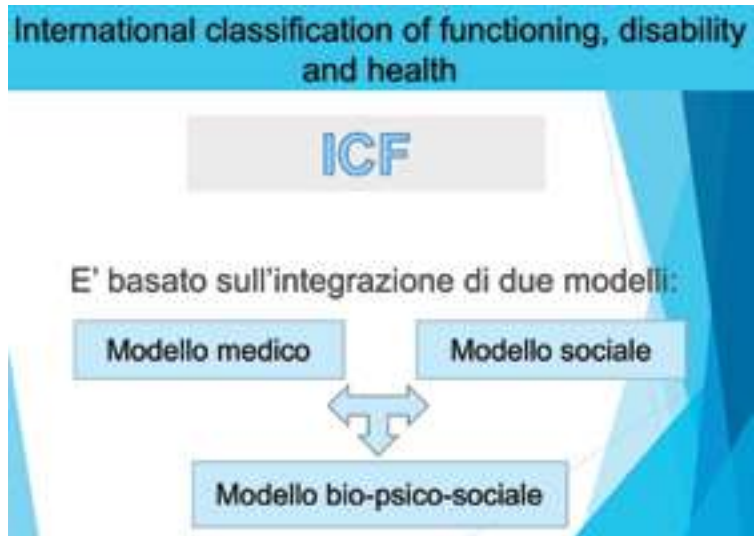 International classification of functioning, disability
and health
ICF
E' basato sull'integrazione di due modelli:
Modello medico
Modello sociale
Modello bio-psico-sociale